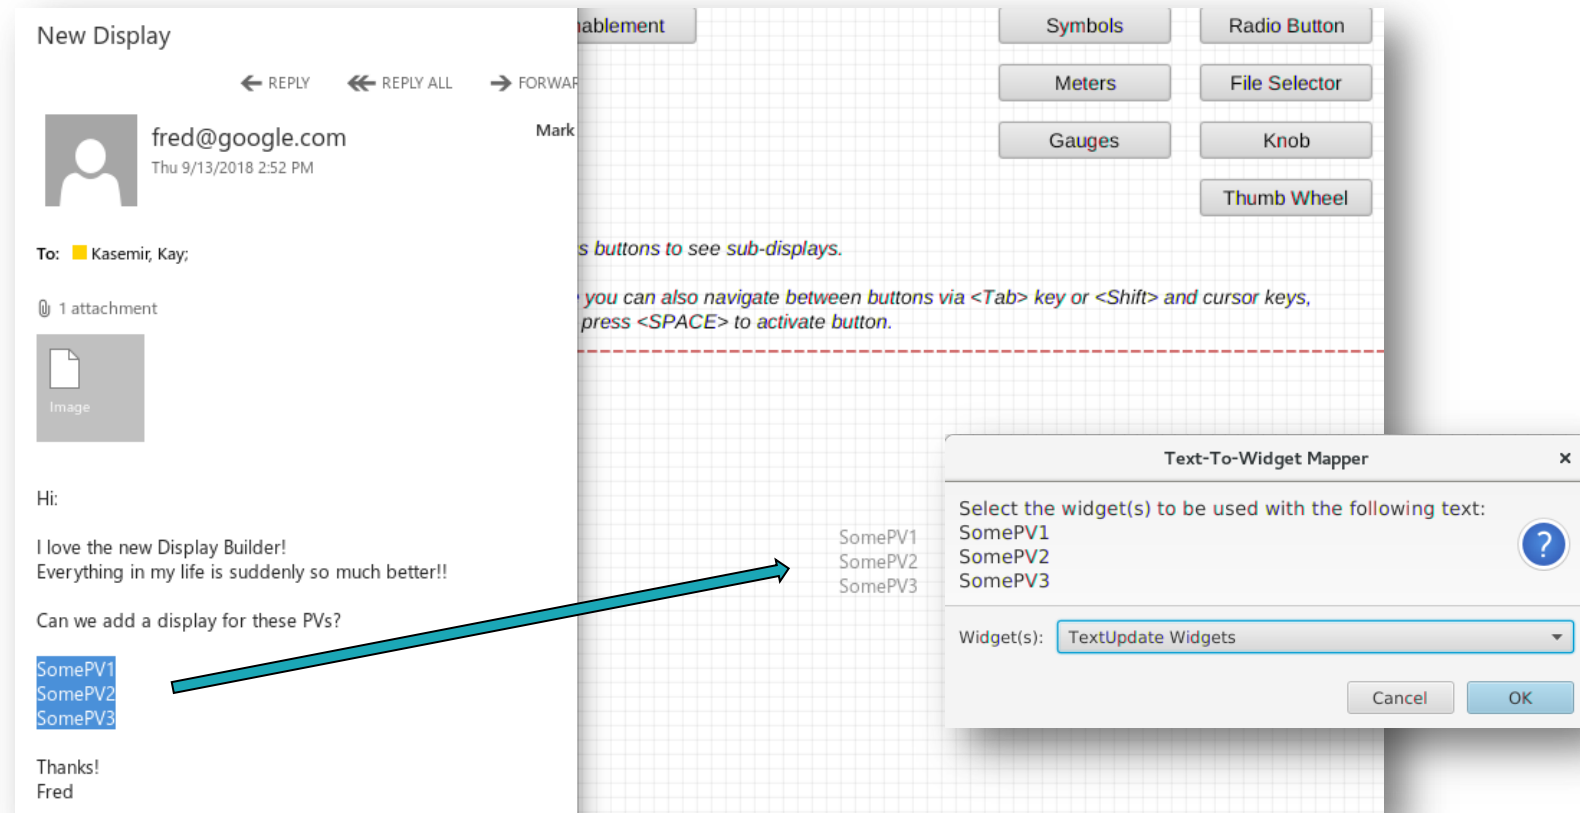 New Display
REPLY
REPLY ALL
FORWAR
fred@google.com
Mark
Thu 9/13/2018 2:52 PM
To:
Kasemir, Kay;
1 attachment
Image
Hi:
I love the new Display Builder!
Everything in my life is suddenly so much better!!
Can we add a display for these PVs?
SomePV1
SomePV2
SomePV3
Thanks!
Fred
ablement
Symbols
Radio Button
Meters
File Selector
Gauges
Knob
Thumb Wheel
s buttons to see sub-displays.
you can also navigate between buttons via <Tab> key or <Shift> and cursor keys,
press <SPACE> to activate button.
SomePV1
SomePV2
SomePV3
Text-To-Widget Mapper
Select the widget(s) to be used with the following text:
SomePV1
SomePV2
SomePV3
?
Widget(s):
TextUpdate Widgets
Cancel
OK